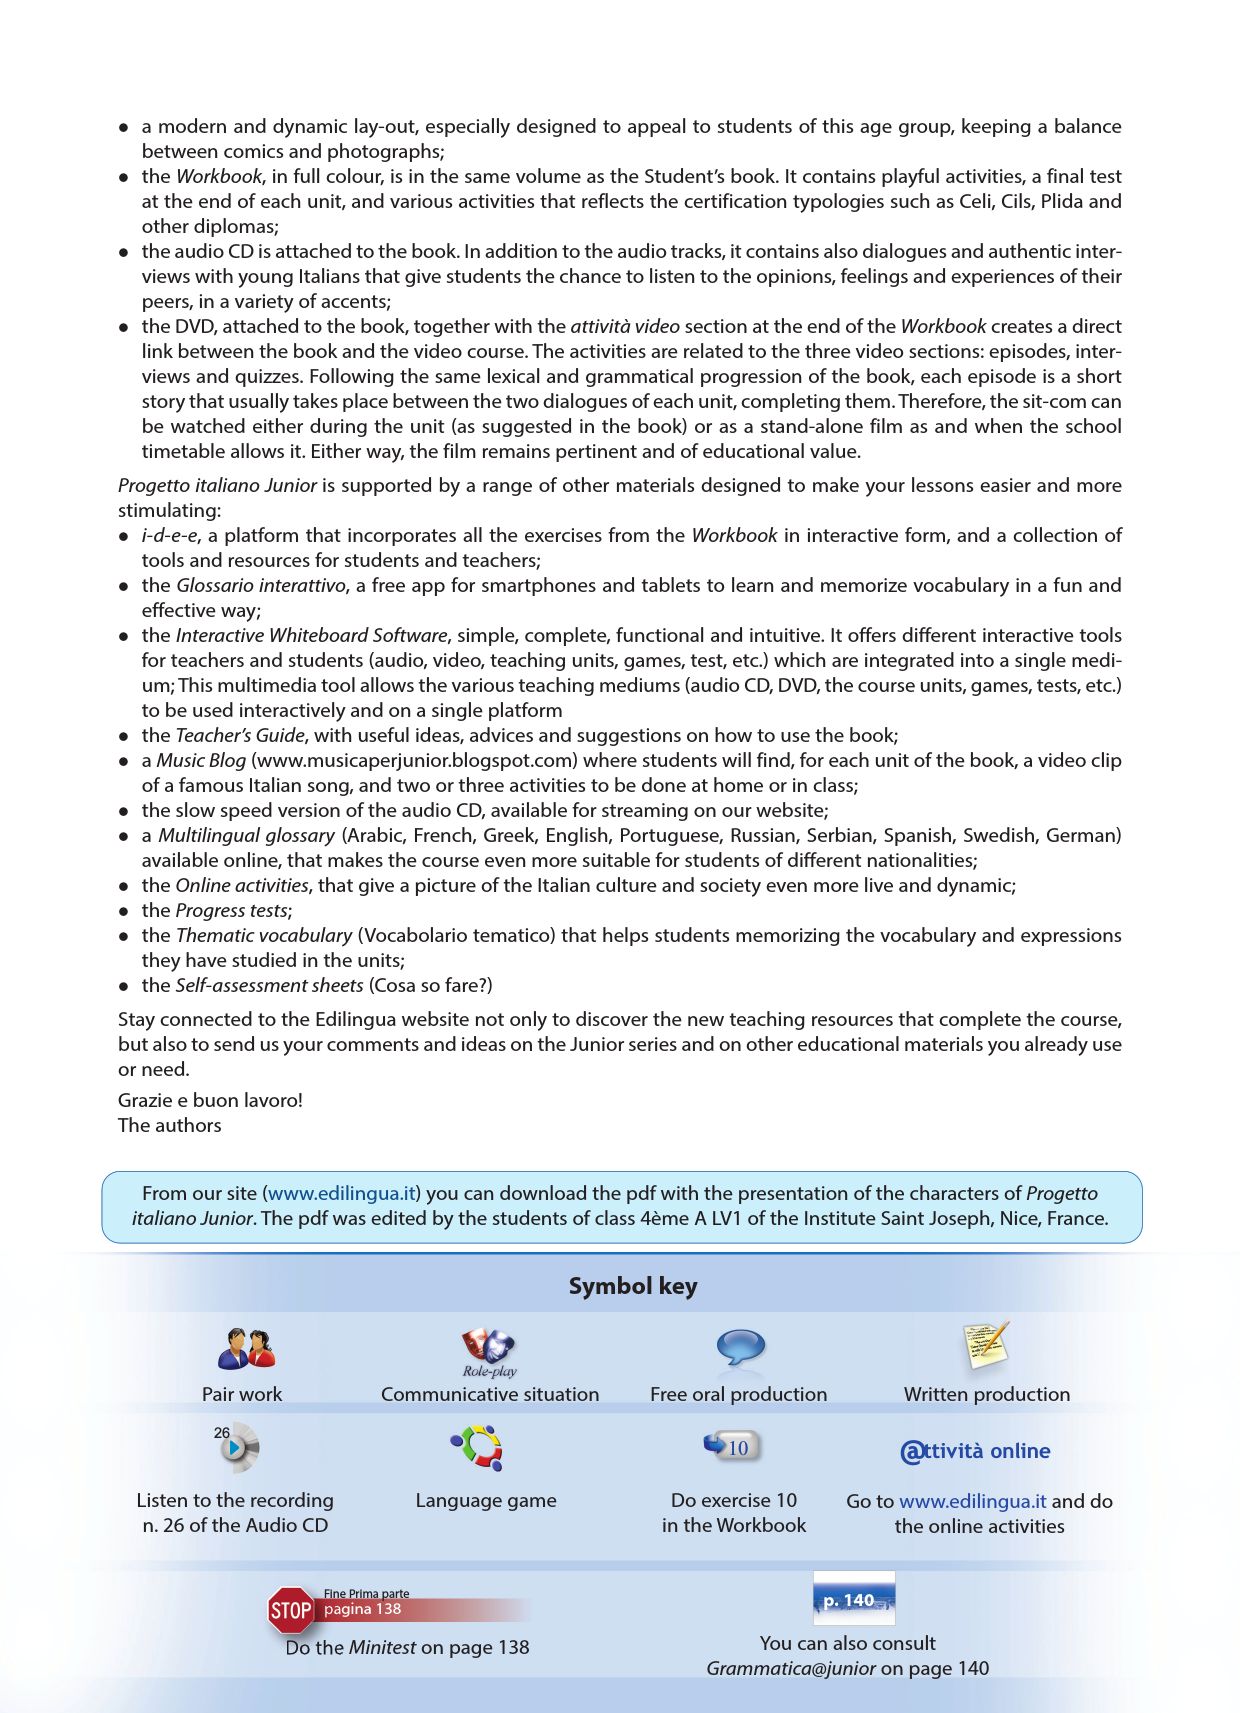 • a modern and dynamic lay-out, especially designed to appeal to students of this age group, keeping a balance
between comics and photographs;
• the Workbook, in full colour, is in the same volume as the Student's book. It contains playful activities, a final test
at the end of each unit, and various activities that reflects the certification typologies such as Celi, Cils, Plida and
other diplomas;
• the audio CD is attached to the book. In addition to the audio tracks, it contains also dialogues and authentic inter-
views with young Italians that give students the chance to listen to the opinions, feelings and experiences of their
peers, in a variety of accents;
• the DVD, attached to the book, together with the attività video section at the end of the Workbook creates a direct
link between the book and the video course. The activities are related to the three video sections: episodes, inter-
views and quizzes. Following the same lexical and grammatical progression of the book, each episode is a short
story that usually takes place between the two dialogues of each unit, completing them. Therefore, the sit-com can
be watched either during the unit (as suggested in the book) or as a stand-alone film as and when the school
timetable allows it. Either way, the film remains pertinent and of educational value.
Progetto italiano Junior is supported by a range of other materials designed to make your lessons easier and more
stimulating:
• i-d-e-e, a platform that incorporates all the exercises from the Workbook in interactive form, and a collection of
tools and resources for students and teachers;
• the Glossario interattivo, a free app for smartphones and tablets to learn and memorize vocabulary in a fun and
effective way;
• the Interactive Whiteboard Software, simple, complete, functional and intuitive. It offers different interactive tools
for teachers and students (audio, video, teaching units, games, test, etc.) which are integrated into a single medi-
um; This multimedia tool allows the various teaching mediums (audio CD, DVD, the course units, games, tests, etc.)
to be used interactively and on a single platform
• the Teacher's Guide, with useful ideas, advices and suggestions on how to use the book;
• a Music Blog (www.musicaperjunior.blogspot.com) where students will find, for each unit of the book, a video clip
of a famous Italian song, and two or three activities to be done at home or in class;
• the slow speed version of the audio CD, available for streaming on our website;
• a Multilingual glossary (Arabic, French, Greek, English, Portuguese, Russian, Serbian, Spanish, Swedish, German)
available online, that makes the course even more suitable for students of different nationalities;
• the Online activities, that give a picture of the Italian culture and society even more live and dynamic;
• the Progress tests;
• the Thematic vocabulary (Vocabolario tematico) that helps students memorizing the vocabulary and expressions
they have studied in the units;
• the Self-assessment sheets (Cosa so fare?)
Stay connected to the Edilingua website not only to discover the new teaching resources that complete the course,
but also to send us your comments and ideas on the Junior series and on other educational materials you already use
or need.
Grazie e buon lavoro!
The authors
From our site (www.edilingua.it) you can download the pdf with the presentation of the characters of Progetto
italiano Junior. The pdf was edited by the students of class 4ème A LV1 of the Institute Saint Joseph, Nice, France.
Symbol key
Role-play
Pair work
Communicative situation
Free oral production
Written production
26
10
@ttività online
Listen to the recording
n. 26 of the Audio CD
Language game
Do exercise 10
in the Workbook
Go to www.edilingua.it and do
the online activities
STOP
Fine Prima parte
pagina 138
Do the Minitest on page 138
p. 140
You can also consult
Grammatica@junior on page 140